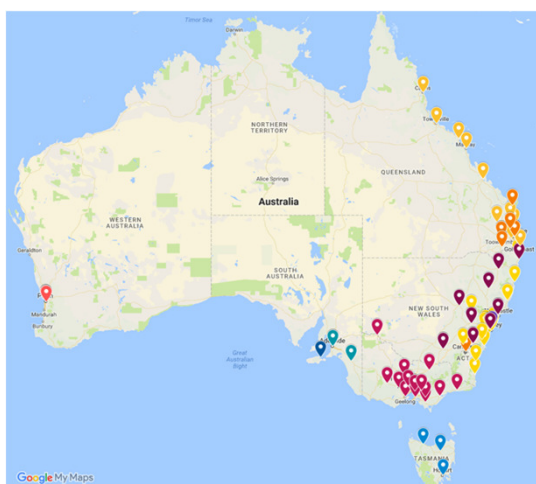 Timor Sea
Darwin
NORTHERN
TERRITORY
Townsville
QUEENSLAND
Alice Springs
Australia
WESTERN
AUSTRALIA
Geraldton
SOUTH
AUSTRALIA
Mandurah
Bunbury
NEW SOUTH
WALES
Great
Australian
Bight
ACT
Geelong
TASMANIA
Google My Maps